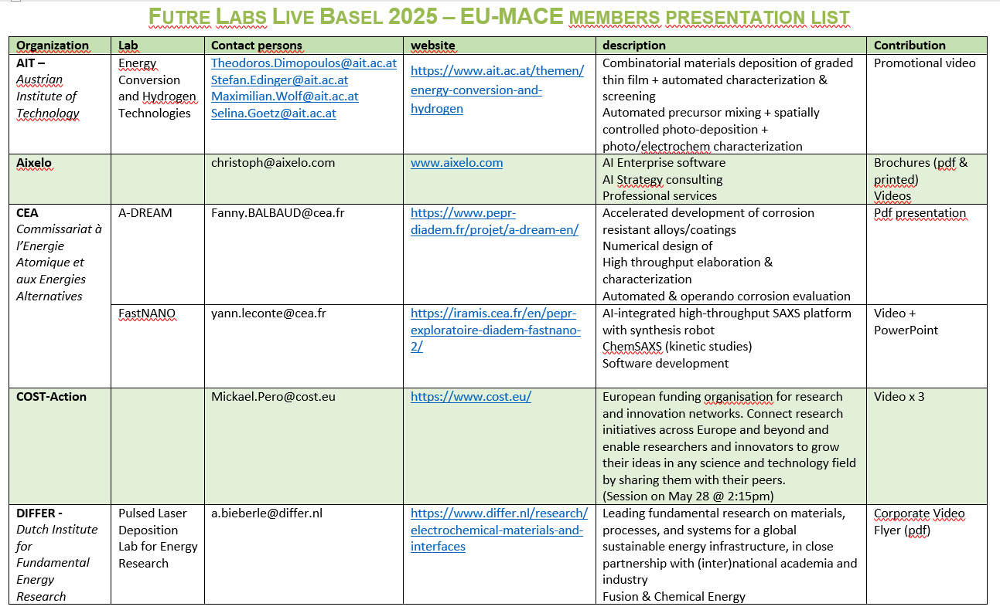 FUTRE LABS LIVE BASEL 2025 – EU-MACE MEMBERS PRESENTATION LIST
Organization Lab Contact persons website description Contribution
AIT –
Austrian
Institute of
Technology
Energy
Conversion
and Hydrogen
Technologies
Theodoros.Dimopoulos@ait.ac.at
Stefan.Edinger@ait.ac.at
Maximilian.Wolf@ait.ac.at
Selina.Goetz@ait.ac.at
https://www.ait.ac.at/themen/
energy-conversion-and-
hydrogen
Combinatorial materials deposition of graded
thin film + automated characterization &
screening
Automated precursor mixing + spatially
controlled photo-deposition +
photo/electrochem characterization
Promotional video
Aixelo
christoph@aixelo.com
www.aixelo.com
AI Enterprise software
AI Strategy consulting
Professional services
Brochures (pdf &
printed)
Videos
CEA
Commissariat à
l’Energie
Atomique et
aux Energies
Alternatives
A-DREAM
Fanny.BALBAUD@cea.fr
https://www.pepr-
diadem.fr/projet/a-dream-en/
Accelerated development of corrosion
resistant alloys/coatings
Numerical design of
High throughput elaboration &
characterization
Automated & operando corrosion evaluation
Pdf presentation
FastNANO
yann.leconte@cea.fr
https://iramis.cea.fr/en/pepr-
exploratoire-diadem-fastnano-
2/
AI-integrated high-throughput SAXS platform
with synthesis robot
ChemSAXS (kinetic studies)
Software development
Video +
PowerPoint
COST-Action
Mickael.Pero@cost.eu
https://www.cost.eu/
European funding organisation for research
and innovation networks. Connect research
initiatives across Europe and beyond and
enable researchers and innovators to grow
their ideas in any science and technology field
by sharing them with their peers.
(Session on May 28 @ 2:15pm)
Video x 3
DIFFER -
Dutch Institute
for
Fundamental
Energy
Research
Pulsed Laser
Deposition
Lab for Energy
Research
a.bieberle@differ.nl
https://www.differ.nl/research/
electrochemical-materials-and-
interfaces
Leading fundamental research on materials,
processes, and systems for a global
sustainable energy infrastructure, in close
partnership with (inter)national academia and
industry
Fusion & Chemical Energy
Corporate Video
Flyer (pdf)